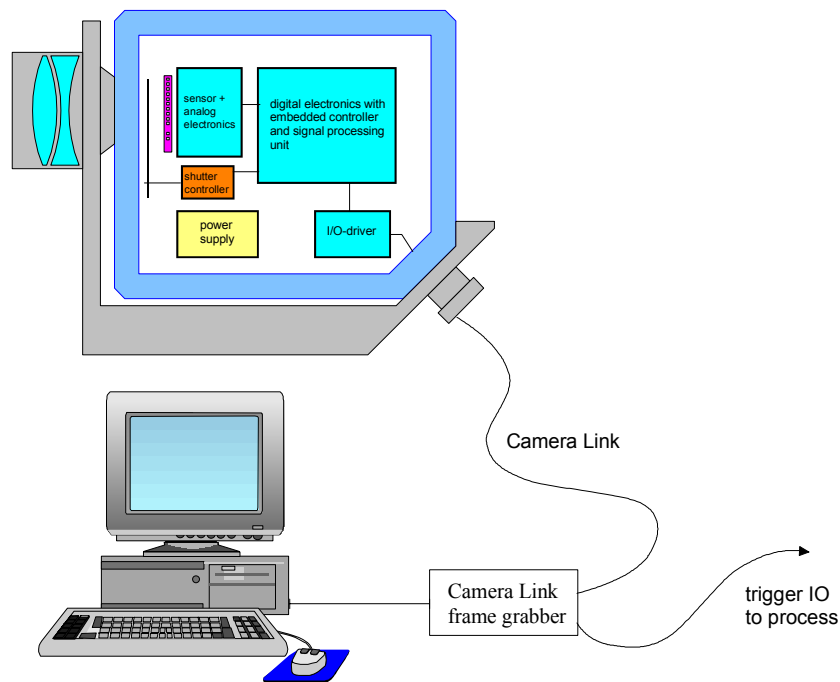 sensor +
analog
electronics
digital electronics with
embedded controller
and signal processing
unit
shutter
controller
power
supply
I/O-driver
Camera Link
Camera Link
frame grabber
trigger IO
to process